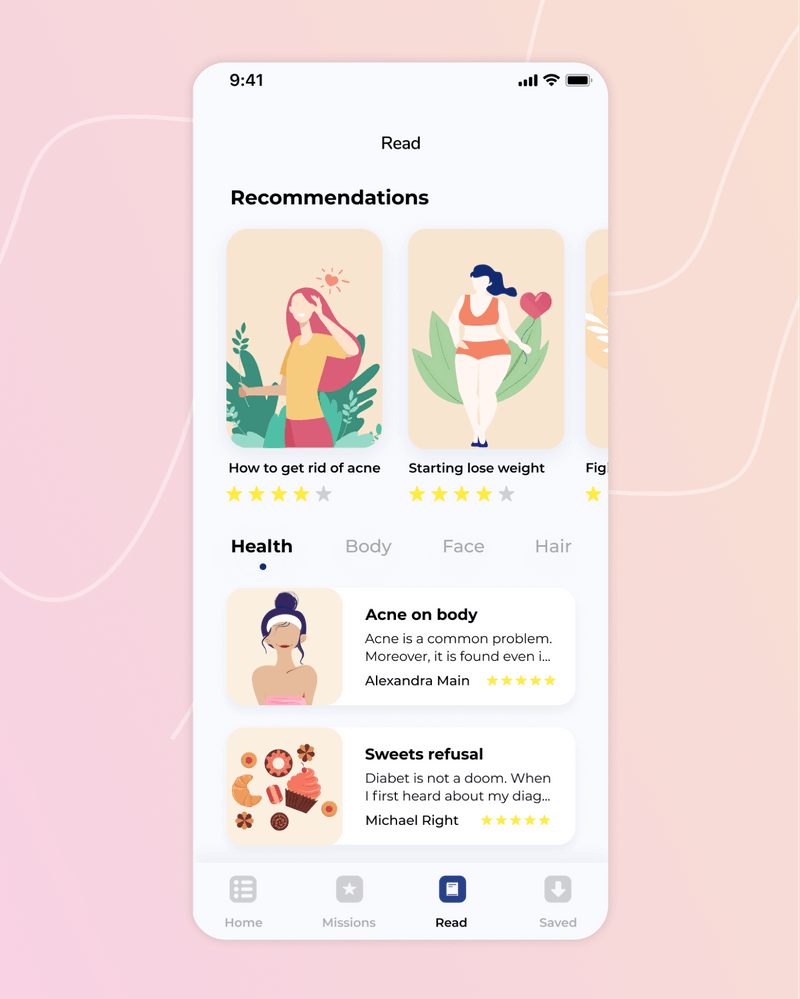 9:41
Read
Recommendations
How to get rid of acne
Starting lose weight
Health
Body
Face
Hair
Acne on body
Acne is a common problem.
Moreover, it is found even i...
Alexandra Main
Sweets refusal
Diabet is not a doom. When
I first heard about my diag...
Michael Right
Home
Missions
Read
Saved